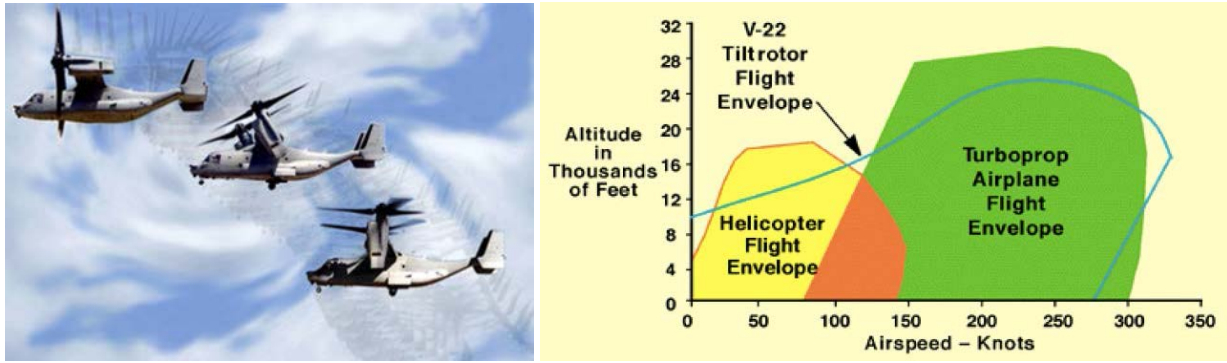 V-22
Tiltrotor
Flight
Envelope
Altitude
in
Thousands
of Feet
32
28
24
20
16
12
8
4
0
Helicopter
Flight
Envelope
Turboprop
Airplane
Flight
Envelope
0 50 100 150 200 250 300 350
Airspeed – Knots